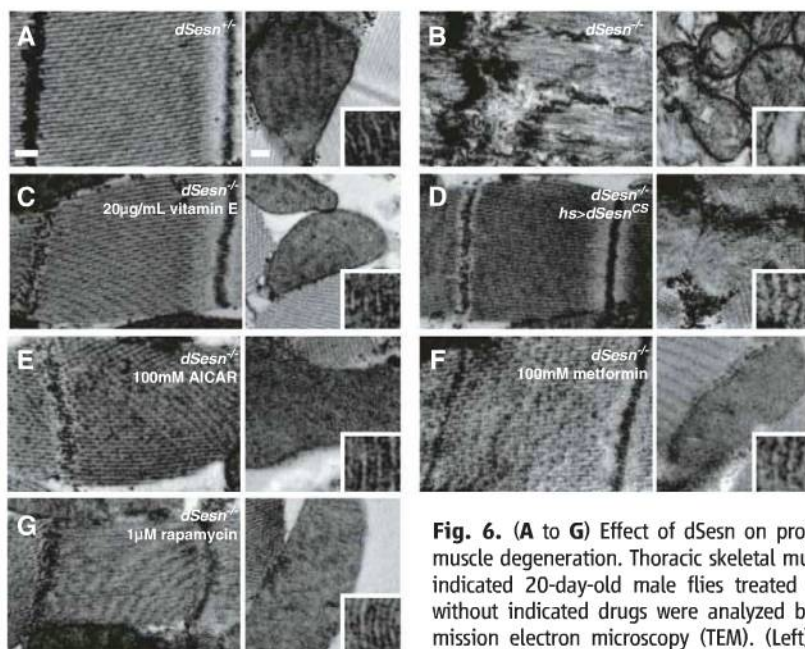 A
dSesn+/-
B
dSesn-/-
C
dSesn-/-
20µg/mL vitamin E
D
dSesn-/-
hs>dSesnCS
E
dSesn-/-
100mM AICAR
F
dSesn-/-
100mM metformin
G
dSesn-/-
1µM rapamycin
Fig. 6. (A to G) Effect of dSesn on pro
muscle degeneration. Thoracic skeletal mu
indicated 20-day-old male flies treated
without indicated drugs were analyzed b
mission electron microscopy (TEM). (Left)